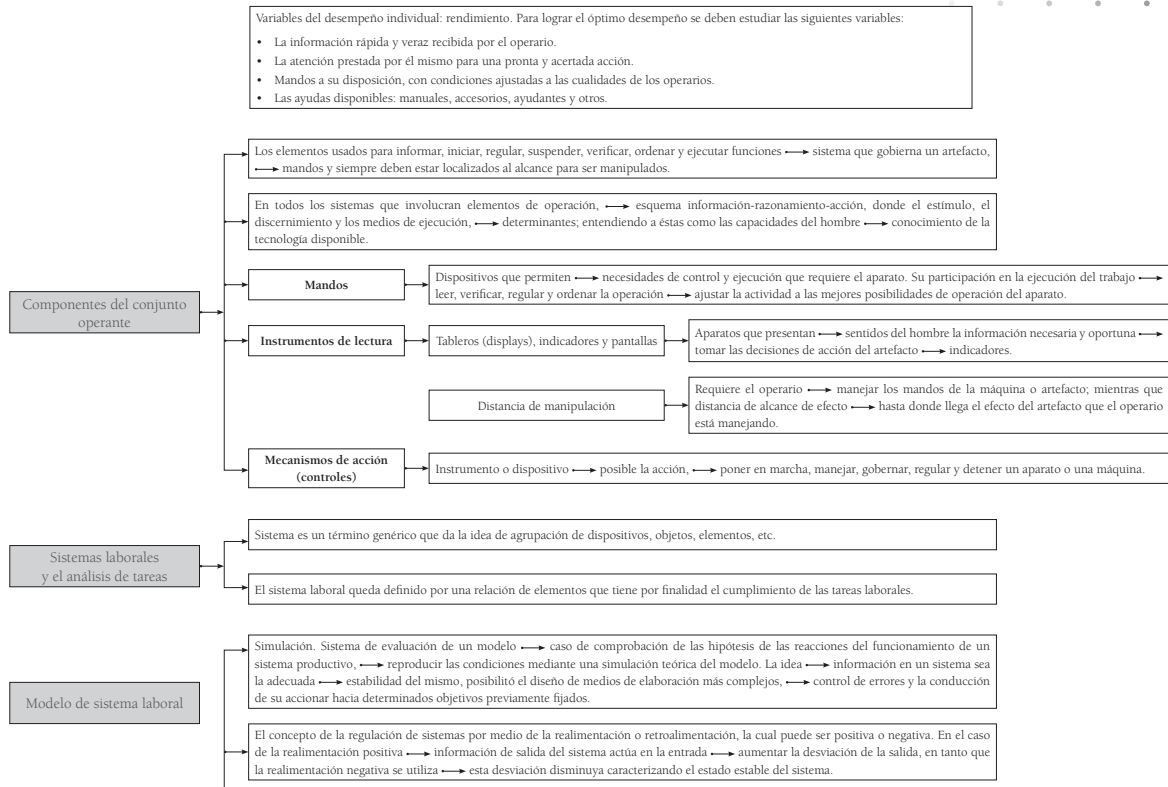 Variables del desempeño individual: rendimiento. Para lograr el óptimo desempeño se deben estudiar las siguientes variables:
• La información rápida y veraz recibida por el operario.
• La atención prestada por él mismo para una pronta y acertada acción.
• Mandos a su disposición, con condiciones ajustadas a las cualidades de los operarios.
• Las ayudas disponibles: manuales, accesorios, ayudantes y otros.
Componentes del conjunto
operante
Los elementos usados para informar, iniciar, regular, suspender, verificar, ordenar y ejecutar funciones → sistema que gobierna un artefacto,
→ mandos y siempre deben estar localizados al alcance para ser manipulados.
En todos los sistemas que involucran elementos de operación, → esquema información-razonamiento-acción, donde el estímulo, el
discernimiento y los medios de ejecución, → determinantes; entendiendo a éstas como las capacidades del hombre → conocimiento de la
tecnología disponible.
Mandos
Dispositivos que permiten → necesidades de control y ejecución que requiere el aparato. Su participación en la ejecución del trabajo →
leer, verificar, regular y ordenar la operación → ajustar la actividad a las mejores posibilidades de operación del aparato.
Instrumentos de lectura
Tableros (displays), indicadores y pantallas
Aparatos que presentan → sentidos del hombre la información necesaria y oportuna →
tomar las decisiones de acción del artefacto → indicadores.
Distancia de manipulación
Requiere el operario → manejar los mandos de la máquina o artefacto; mientras que
distancia de alcance de efecto → hasta donde llega el efecto del artefacto que el operario
está manejando.
Mecanismos de acción
(controles)
Instrumento o dispositivo → posible la acción, → poner en marcha, manejar, gobernar, regular y detener un aparato o una máquina.
Sistemas laborales
y el análisis de tareas
Sistema es un término genérico que da la idea de agrupación de dispositivos, objetos, elementos, etc.
El sistema laboral queda definido por una relación de elementos que tiene por finalidad el cumplimiento de las tareas laborales.
Modelo de sistema laboral
Simulación. Sistema de evaluación de un modelo → caso de comprobación de las hipótesis de las reacciones del funcionamiento de un
sistema productivo, → reproducir las condiciones mediante una simulación teórica del modelo. La idea → información en un sistema sea
la adecuada → estabilidad del mismo, posibilitó el diseño de medios de elaboración más complejos, → control de errores y la conducción
de su accionar hacia determinados objetivos previamente fijados.
El concepto de la regulación de sistemas por medio de la realimentación o retroalimentación, la cual puede ser positiva o negativa. En el caso
de la realimentación positiva → información de salida del sistema actúa en la entrada → aumentar la desviación de la salida, en tanto que
la realimentación negativa se utiliza → esta desviación disminuya caracterizando el estado estable del sistema.